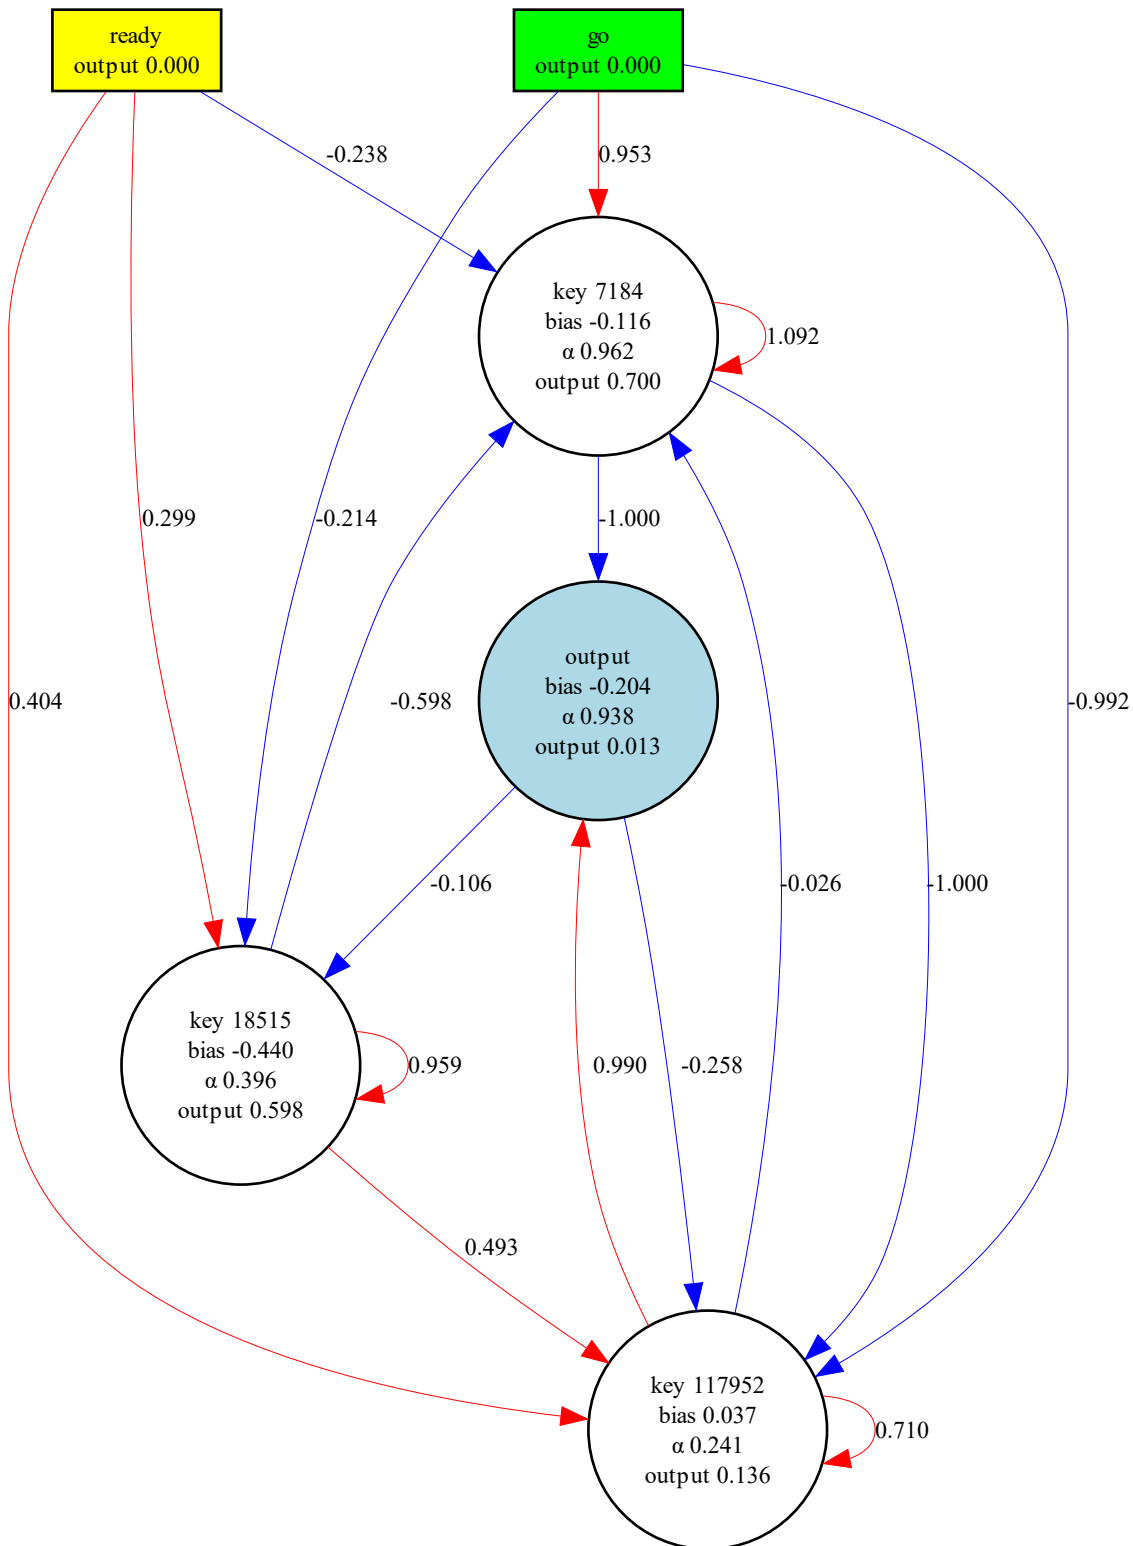 ready
output 0.000
go
output 0.000
-0.238
0.953
key 7184
bias -0.116
α 0.962
output 0.700
1.092
0.299
-0.214
-1.000
output
bias -0.204
α 0.938
output 0.013
0.404
-0.598
-0.992
-0.106
-0.026
-1.000
key 18515
bias -0.440
α 0.396
output 0.598
0.959
0.990
-0.258
0.493
key 117952
bias 0.037
α 0.241
output 0.136
0.710